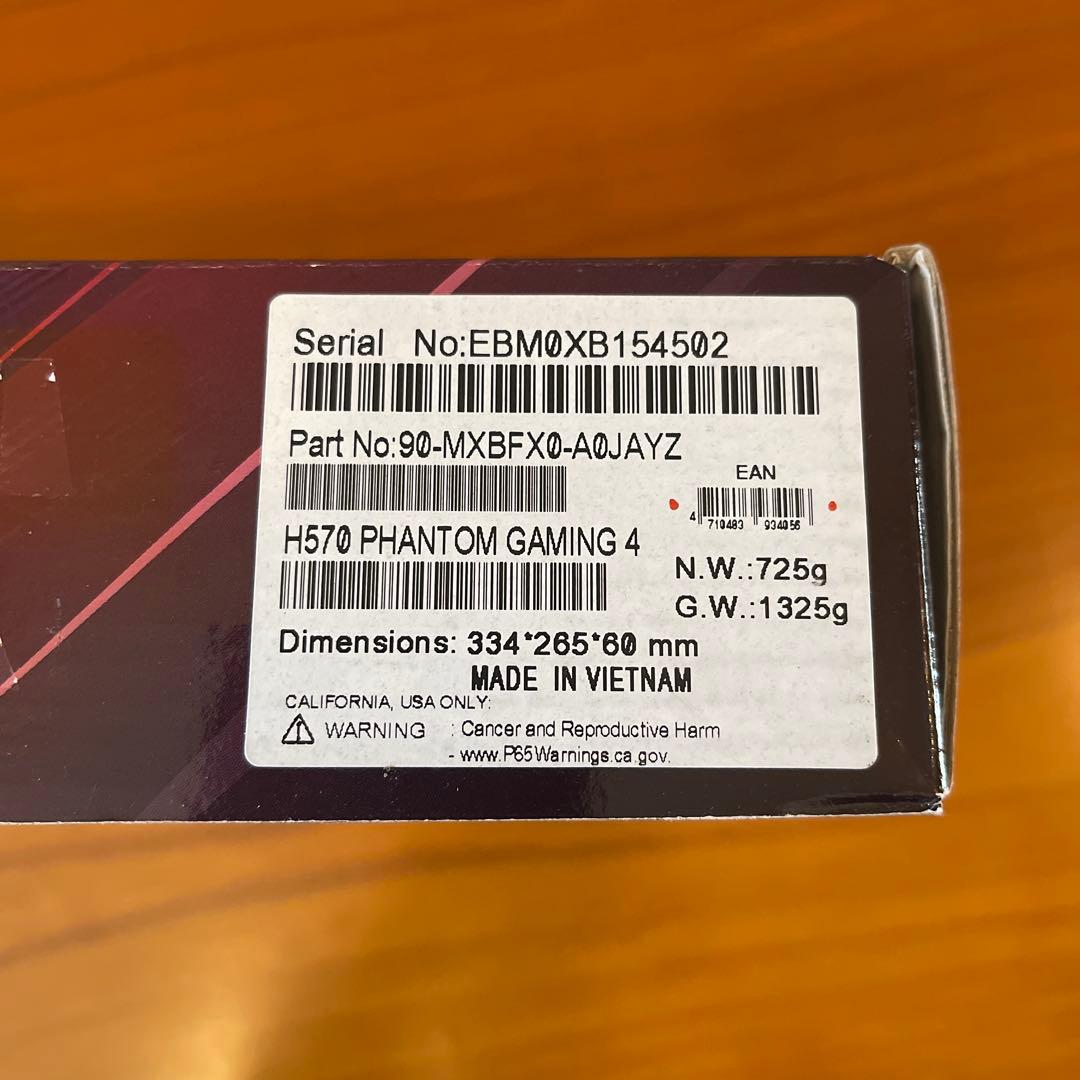 Serial No:EBM0XB154502
Part No:90-MXBFX0-A0JAYZ
EAN
4 710483 934056
H570 PHANTOM GAMING 4
N.W.:725g
G.W.:1325g
Dimensions: 334*265*60 mm
MADE IN VIETNAM
CALIFORNIA, USA ONLY:
WARNING : Cancer and Reproductive Harm
- www.P65Warnings.ca.gov.